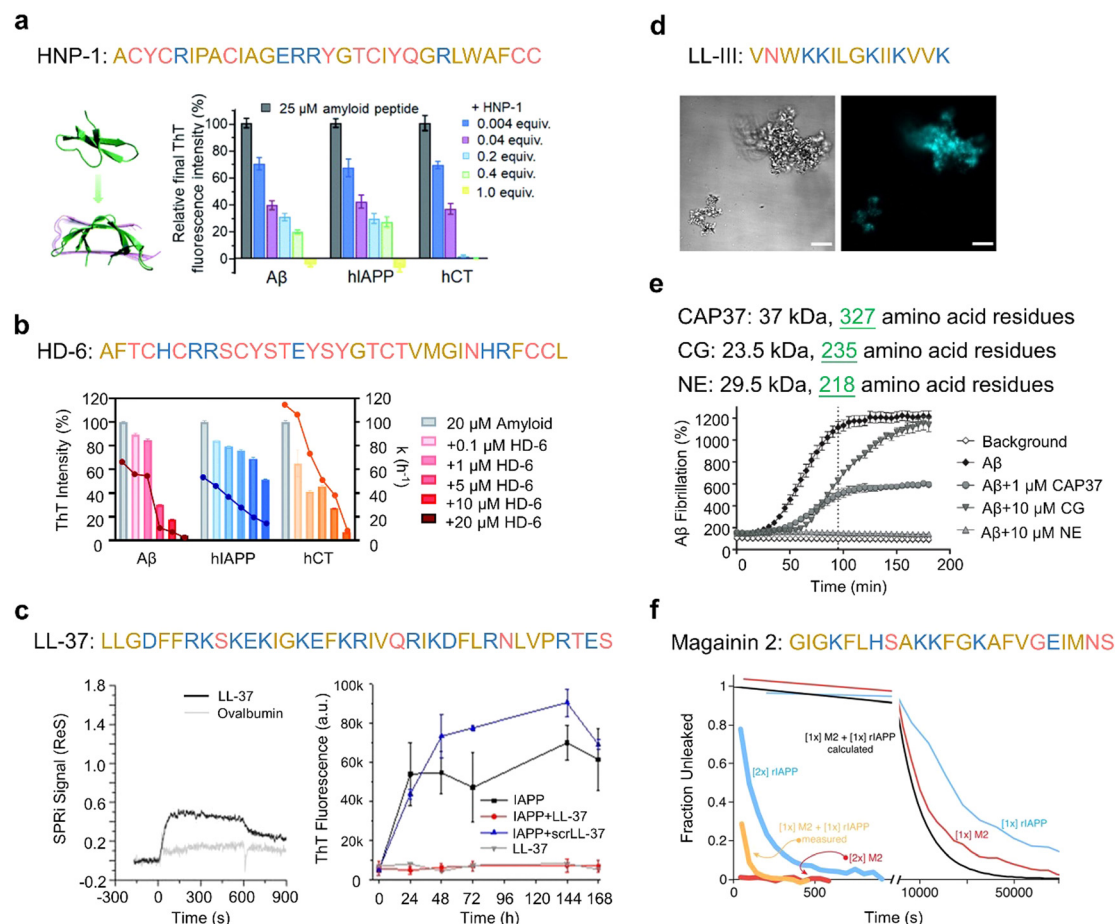 a
HNP-1: ACYCRIPACIAGERRYGTCIYQGRLWAFCC
Relative final ThT
fluorescence intensity (%)
100
80
60
40
20
0
25 μM amyloid peptide
+ HNP-1
0.004 equiv.
0.04 equiv.
0.2 equiv.
0.4 equiv.
1.0 equiv.
Aβ
hIAPP
hCT
b
HD-6: AFTCHCRRSCYSTEYSYGTCTVMGINHRFCCL
ThT Intensity (%)
120
100
80
60
40
20
0
Aβ
hIAPP
hCT
120
100
80
60
40
20
0
k (h⁻¹)
20 μM Amyloid
+0.1 μM HD-6
+1 μM HD-6
+5 μM HD-6
+10 μM HD-6
+20 μM HD-6
c
LL-37: LLGDFFRKSKEKIGKEFKRIVQRIKDFLRNLVPRTES
SPRi Signal (ReS)
1.8
1.4
1.0
0.6
0.2
-0.2
LL-37
Ovalbumin
-300
0
300
600
900
Time (s)
ThT Fluorescence (a.u.)
100k
80k
60k
40k
20k
0
IAPP
IAPP+LL-37
IAPP+scrLL-37
LL-37
0
24
48
72
96
120
144
168
Time (h)
d
LL-III: VNWKKILGKIIKVVK
e
CAP37: 37 kDa, 327 amino acid residues
CG: 23.5 kDa, 235 amino acid residues
NE: 29.5 kDa, 218 amino acid residues
Aβ Fibrillation (%)
1200
900
600
300
0
0
50
100
150
200
Time (min)
Background
Aβ
Aβ+1 μM CAP37
Aβ+10 μM CG
Aβ+10 μM NE
f
Magainin 2: GIGKFLHSAKKFGKAFVGEIMNS
Fraction Unleaked
1
0.8
0.6
0.4
0.2
0
[1x] M2 + [1x] rIAPP
calculated
[2x] rIAPP
[1x] M2 + [1x] rIAPP
measured
[2x] M2
[1x] M2
[1x] rIAPP
0
500
10000
50000
Time (s)